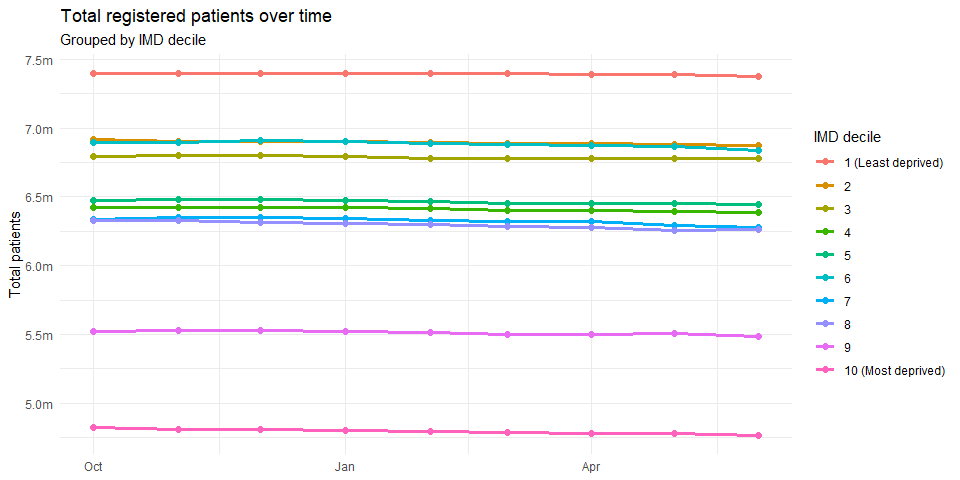 Total registered patients over time
Grouped by IMD decile
Total patients
7.5m
7.0m
6.5m
6.0m
5.5m
5.0m
Oct
Jan
Apr
IMD decile
1 (Least deprived)
2
3
4
5
6
7
8
9
10 (Most deprived)